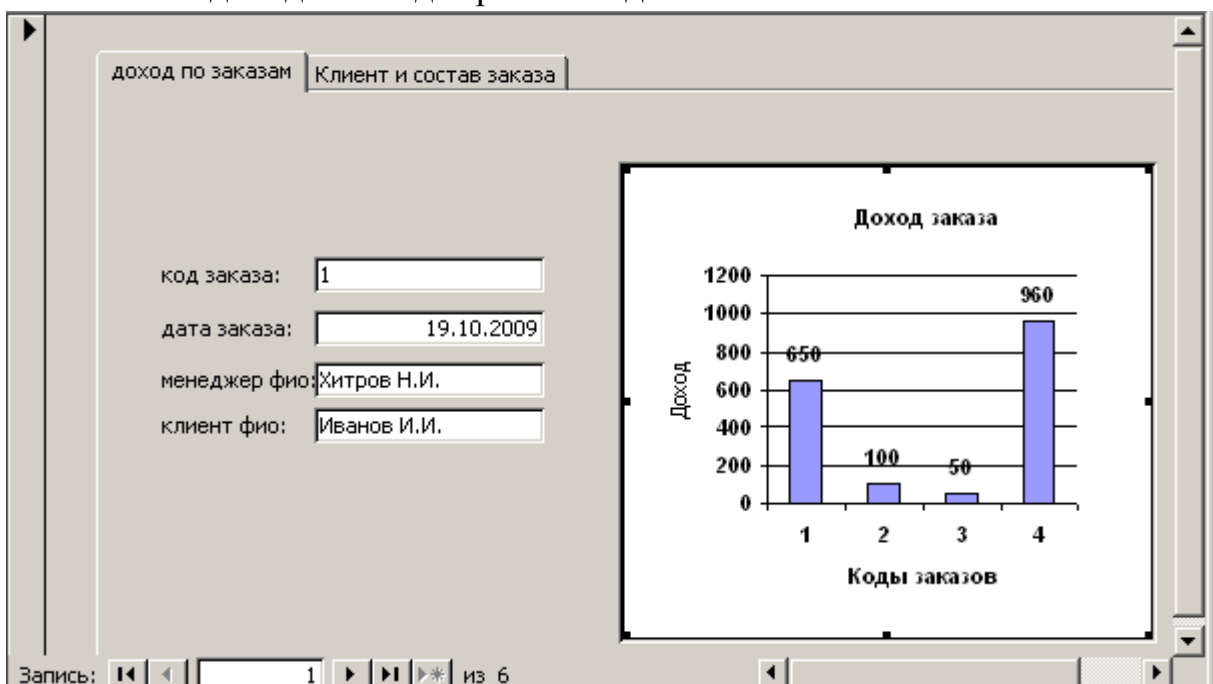 доход по заказам Клиент и состав заказа
код заказа: 1
дата заказа: 19.10.2009
менеджер фио: Хитров Н.И.
клиент фио: Иванов И.И.
Доход заказа
1200
1000
800
600
400
200
0
Доход
650
100
50
960
1 2 3 4
Коды заказов
Запись: 1 из 6